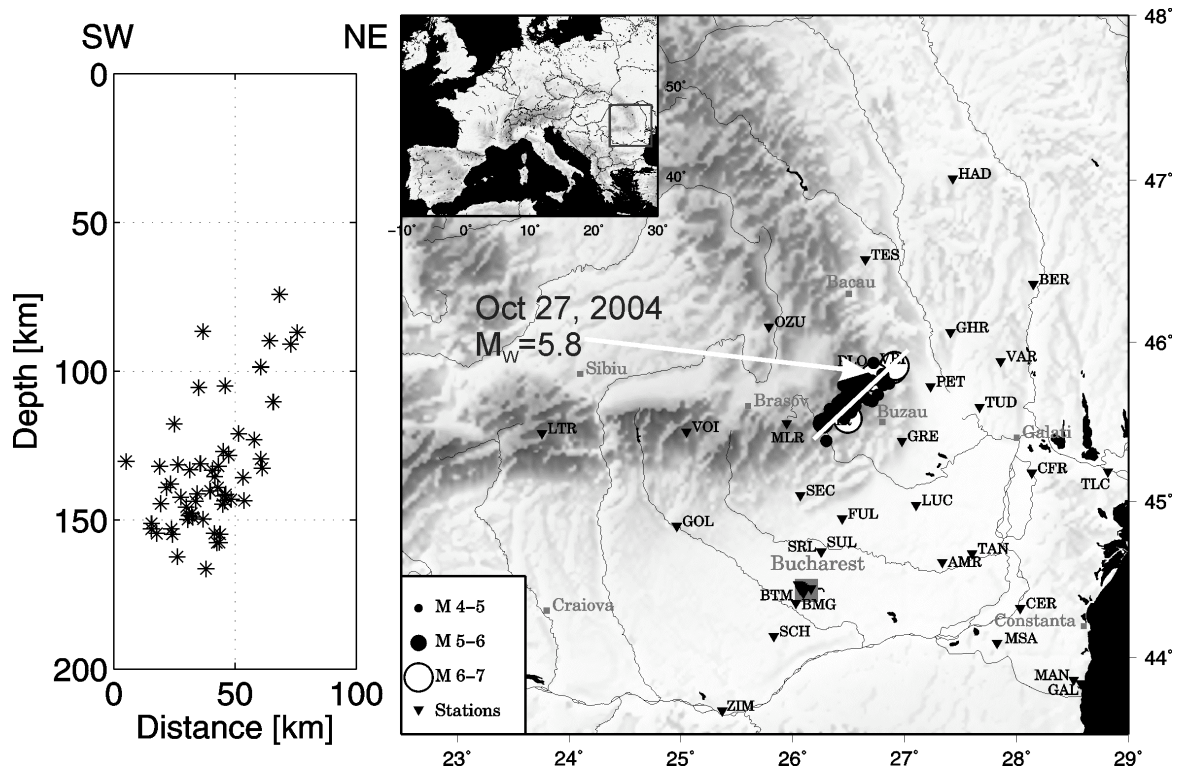 SW
NE
0
50
100
150
200
Depth [km]
0
50
100
Distance [km]
50°
40°
−10°
0°
10°
20°
30°
48°
47°
46°
45°
44°
23°
24°
25°
26°
27°
28°
29°
Oct 27, 2004
Mw=5.8
HAD
TES
Bacau
BER
OZU
GHR
VAR
PLO
Sibiu
PET
Brasov
TUD
Buzau
LTR
VOI
MLR
GRE
Galati
CFR
TLC
SEC
LUC
GOL
FUL
SRL
SUL
TAN
Bucharest
AMR
BTM
BMG
CER
Craiova
Constanta
SCH
MSA
MAN
GAL
ZIM
M 4−5
M 5−6
M 6−7
Stations